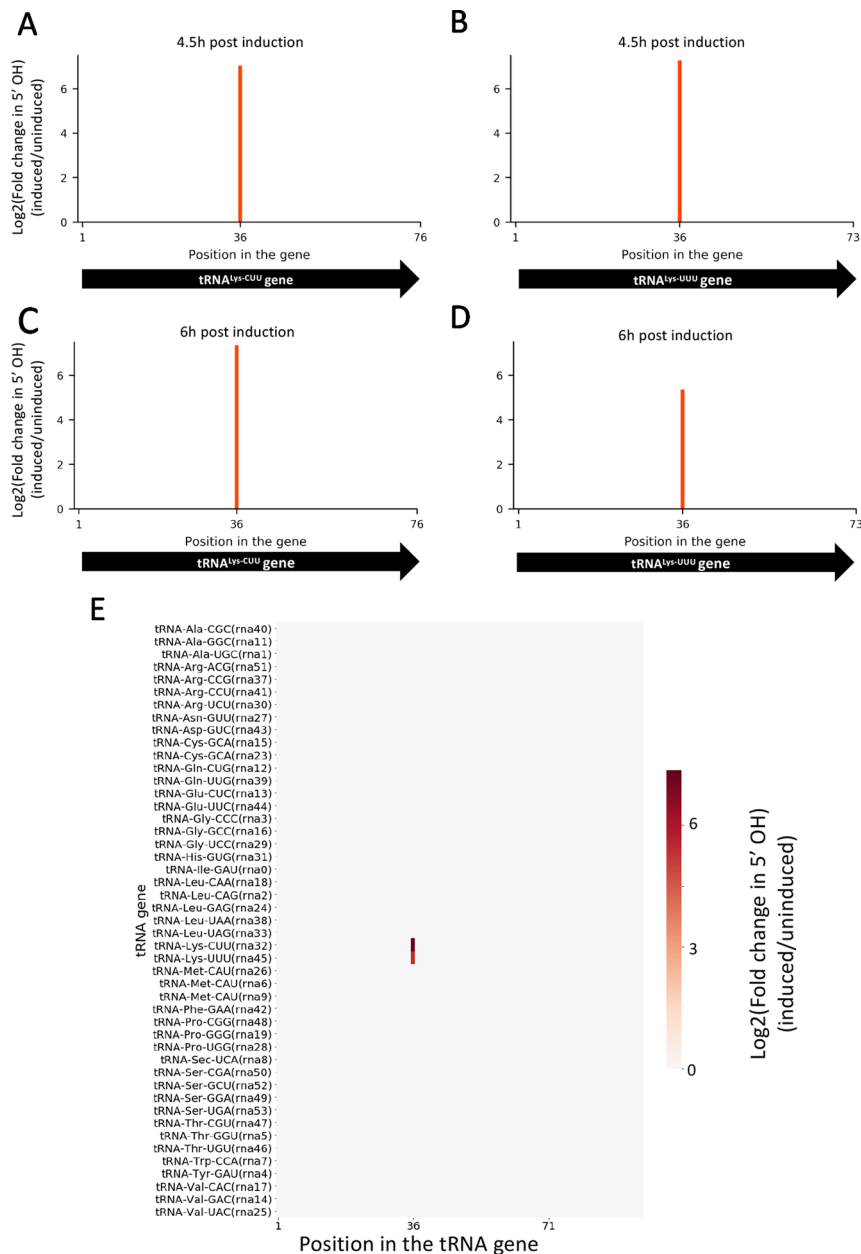 A
4.5h post induction
Log2(Fold change in 5’ OH)
(induced/uninduced)
6
4
2
0
1
36
76
Position in the gene
tRNALys-CUU gene
B
4.5h post induction
6
4
2
0
1
36
73
Position in the gene
tRNALys-UUU gene
C
6h post induction
Log2(Fold change in 5’ OH)
(induced/uninduced)
6
4
2
0
1
36
76
Position in the gene
tRNALys-CUU gene
D
6h post induction
6
4
2
0
1
36
73
Position in the gene
tRNALys-UUU gene
E
tRNA gene
tRNA-Ala-CGC(rna40)
tRNA-Ala-GGC(rna11)
tRNA-Ala-UGC(rna1)
tRNA-Arg-ACG(rna51)
tRNA-Arg-CCG(rna37)
tRNA-Arg-CCU(rna41)
tRNA-Arg-UCU(rna30)
tRNA-Asn-GUU(rna27)
tRNA-Asp-GUC(rna43)
tRNA-Cys-GCA(rna15)
tRNA-Cys-GCA(rna23)
tRNA-Gln-CUG(rna12)
tRNA-Gln-UUG(rna39)
tRNA-Glu-CUC(rna13)
tRNA-Glu-UUC(rna44)
tRNA-Gly-CCC(rna3)
tRNA-Gly-GCC(rna16)
tRNA-Gly-UCC(rna29)
tRNA-His-GUG(rna31)
tRNA-Ile-GAU(rna0)
tRNA-Leu-CAA(rna18)
tRNA-Leu-CAG(rna2)
tRNA-Leu-GAG(rna24)
tRNA-Leu-UAA(rna38)
tRNA-Leu-UAG(rna33)
tRNA-Lys-CUU(rna32)
tRNA-Lys-UUU(rna45)
tRNA-Met-CAU(rna26)
tRNA-Met-CAU(rna6)
tRNA-Met-CAU(rna9)
tRNA-Phe-GAA(rna42)
tRNA-Pro-CGG(rna48)
tRNA-Pro-GGG(rna19)
tRNA-Pro-UGG(rna28)
tRNA-Sec-UCA(rna8)
tRNA-Ser-CGA(rna50)
tRNA-Ser-GCU(rna52)
tRNA-Ser-GGA(rna49)
tRNA-Ser-UGA(rna53)
tRNA-Thr-CGU(rna47)
tRNA-Thr-GGU(rna5)
tRNA-Thr-UGU(rna46)
tRNA-Trp-CCA(rna7)
tRNA-Tyr-GAU(rna4)
tRNA-Val-CAC(rna17)
tRNA-Val-GAC(rna14)
tRNA-Val-UAC(rna25)
1
36
71
Position in the tRNA gene
6
3
0
Log2(Fold change in 5’ OH)
(induced/uninduced)